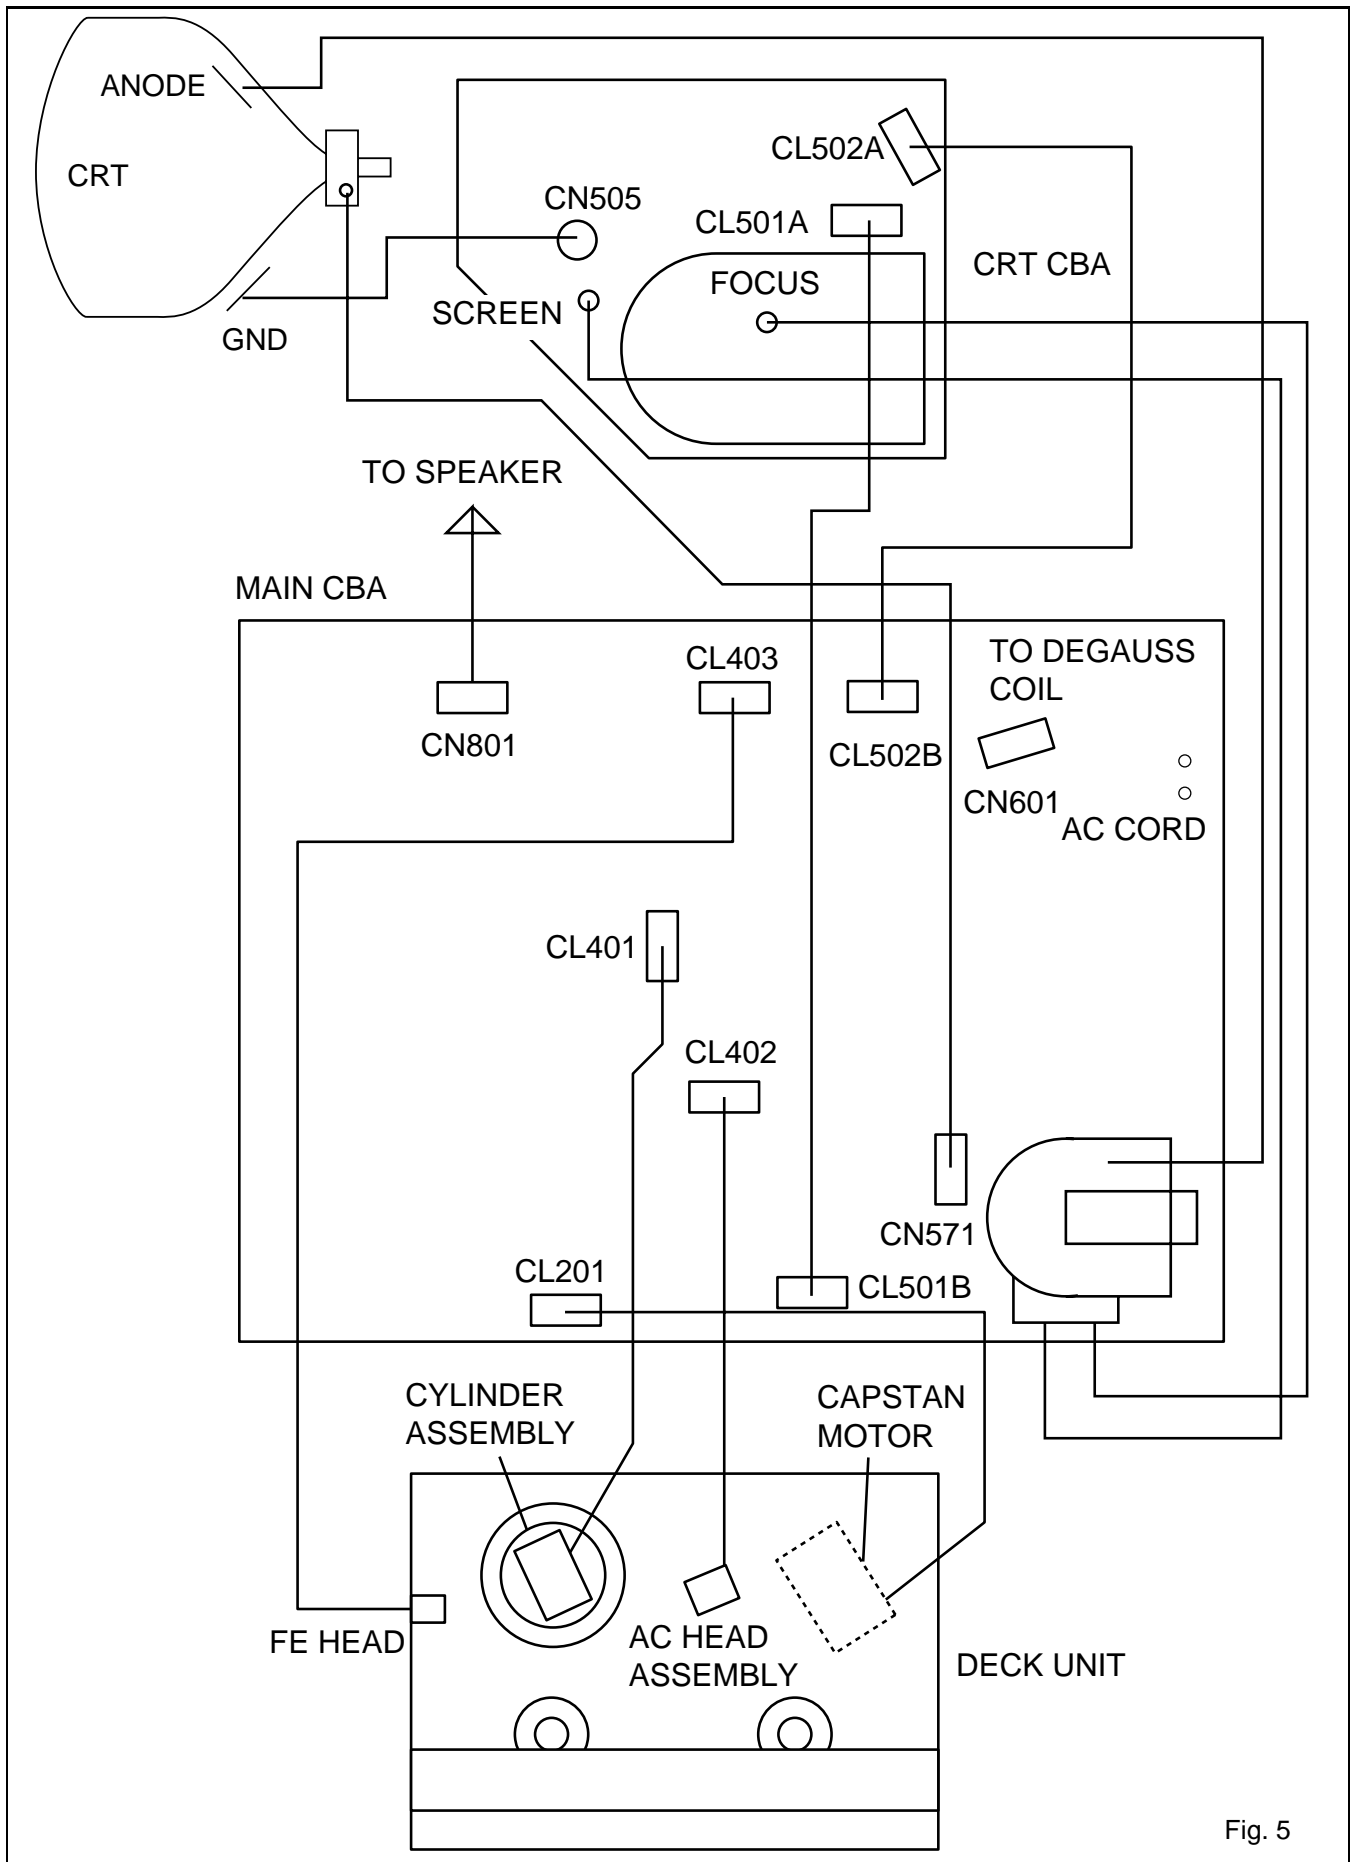 ANODE
CRT
CL502A
CN505
CL501A
CRT CBA
FOCUS
SCREEN
GND
TO SPEAKER
MAIN CBA
CL403
TO DEGAUSS
COIL
CN801
CL502B
CN601
AC CORD
CL401
CL402
CN571
CL201
CL501B
CYLINDER
ASSEMBLY
CAPSTAN
MOTOR
FE HEAD
AC HEAD
ASSEMBLY
DECK UNIT
Fig. 5